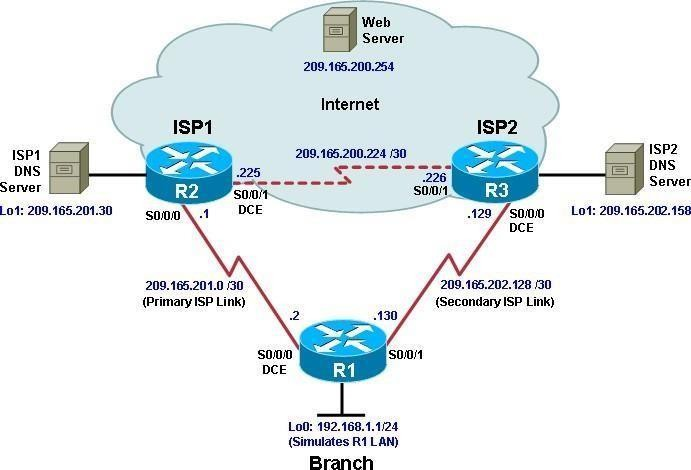 Web
Server
209.165.200.254
Internet
ISP1
ISP2
ISP1
DNS
Server
Lo1: 209.165.201.30
209.165.200.224 /30
ISP2
DNS
Server
Lo1: 209.165.202.158
R2
.225
S0/0/1
DCE
S0/0/0
.1
.226
S0/0/1
R3
.129
S0/0/0
DCE
209.165.201.0 /30
(Primary ISP Link)
209.165.202.128 /30
(Secondary ISP Link)
.2
.130
S0/0/0
DCE
S0/0/1
R1
Lo0: 192.168.1.1/24
(Simulates R1 LAN)
Branch